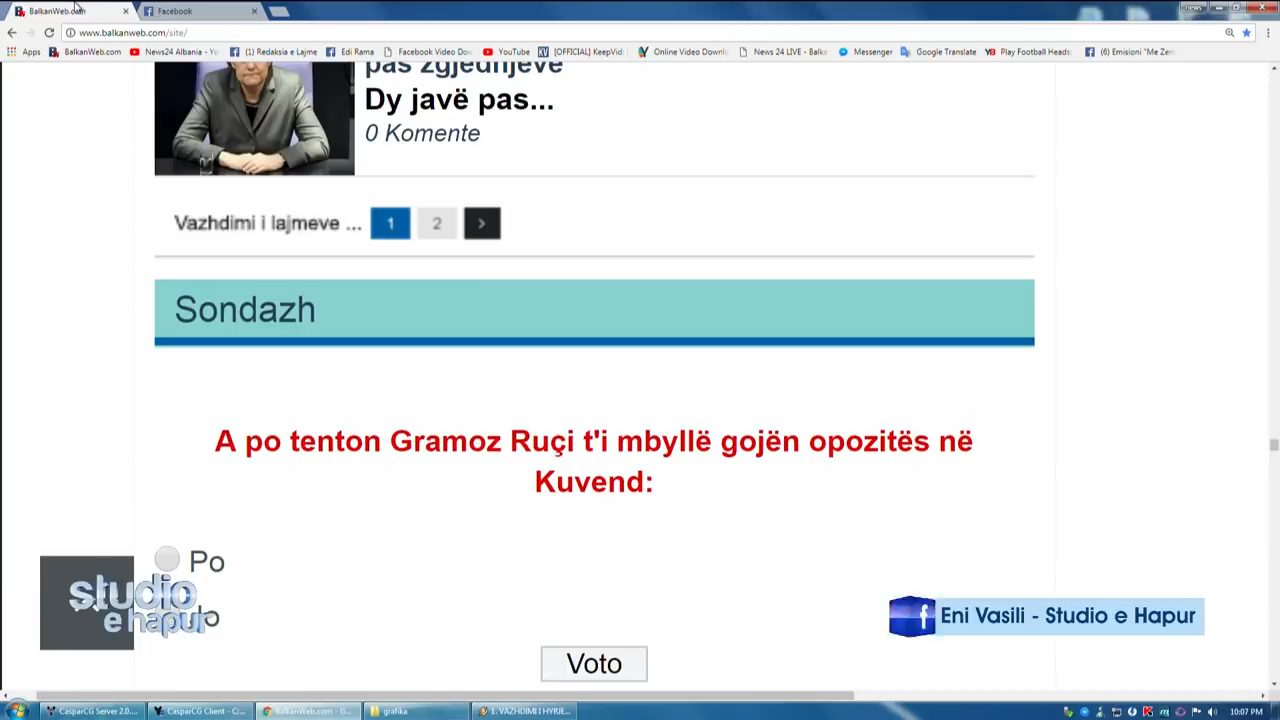 BalkanWeb.com
Facebook
news
www.balkanweb.com/site/
Apps
BalkanWeb.com
News24 Albania - Yo
(1) Redaksia e Lajme
Edi Rama
Facebook Video Dow
YouTube
[OFFICIAL] KeepVid:
Online Video Downlo
News 24 LIVE - Balka
Messenger
Google Translate
Play Football Heads:
(6) Emisioni "Me Zem
pas zgjedhjeve
Dy javë pas...
0 Komente
Vazhdimi i lajmeve ... 1 2 >
Sondazh
A po tenton Gramoz Ruçi t'i mbyllë gojën opozitës në
Kuvend:
Po
studio
e hapur
Eni Vasili - Studio e Hapur
Voto
CasparCG Server 2.0....
CasparCG Client - C:...
BalkanWeb.com - G...
grafika
1. VAZHDIMI I HYRJE...
10:07 PM